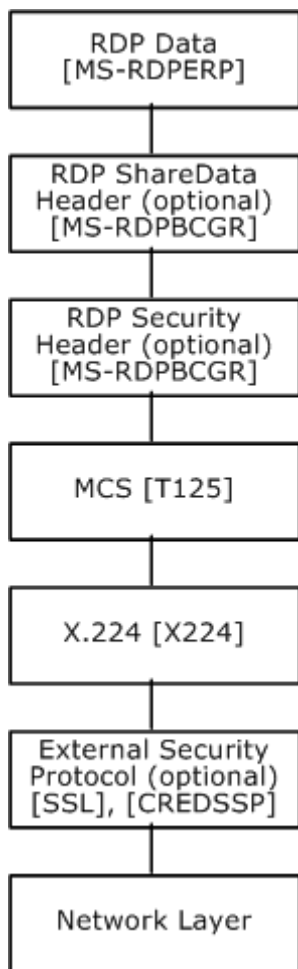 RDP Data
[MS-RDPERP]
RDP ShareData
Header (optional)
[MS-RDPBCGR]
RDP Security
Header (optional)
[MS-RDPBCGR]
MCS [T125]
X.224 [X224]
External Security
Protocol (optional)
[SSL], [CREDSSP]
Network Layer